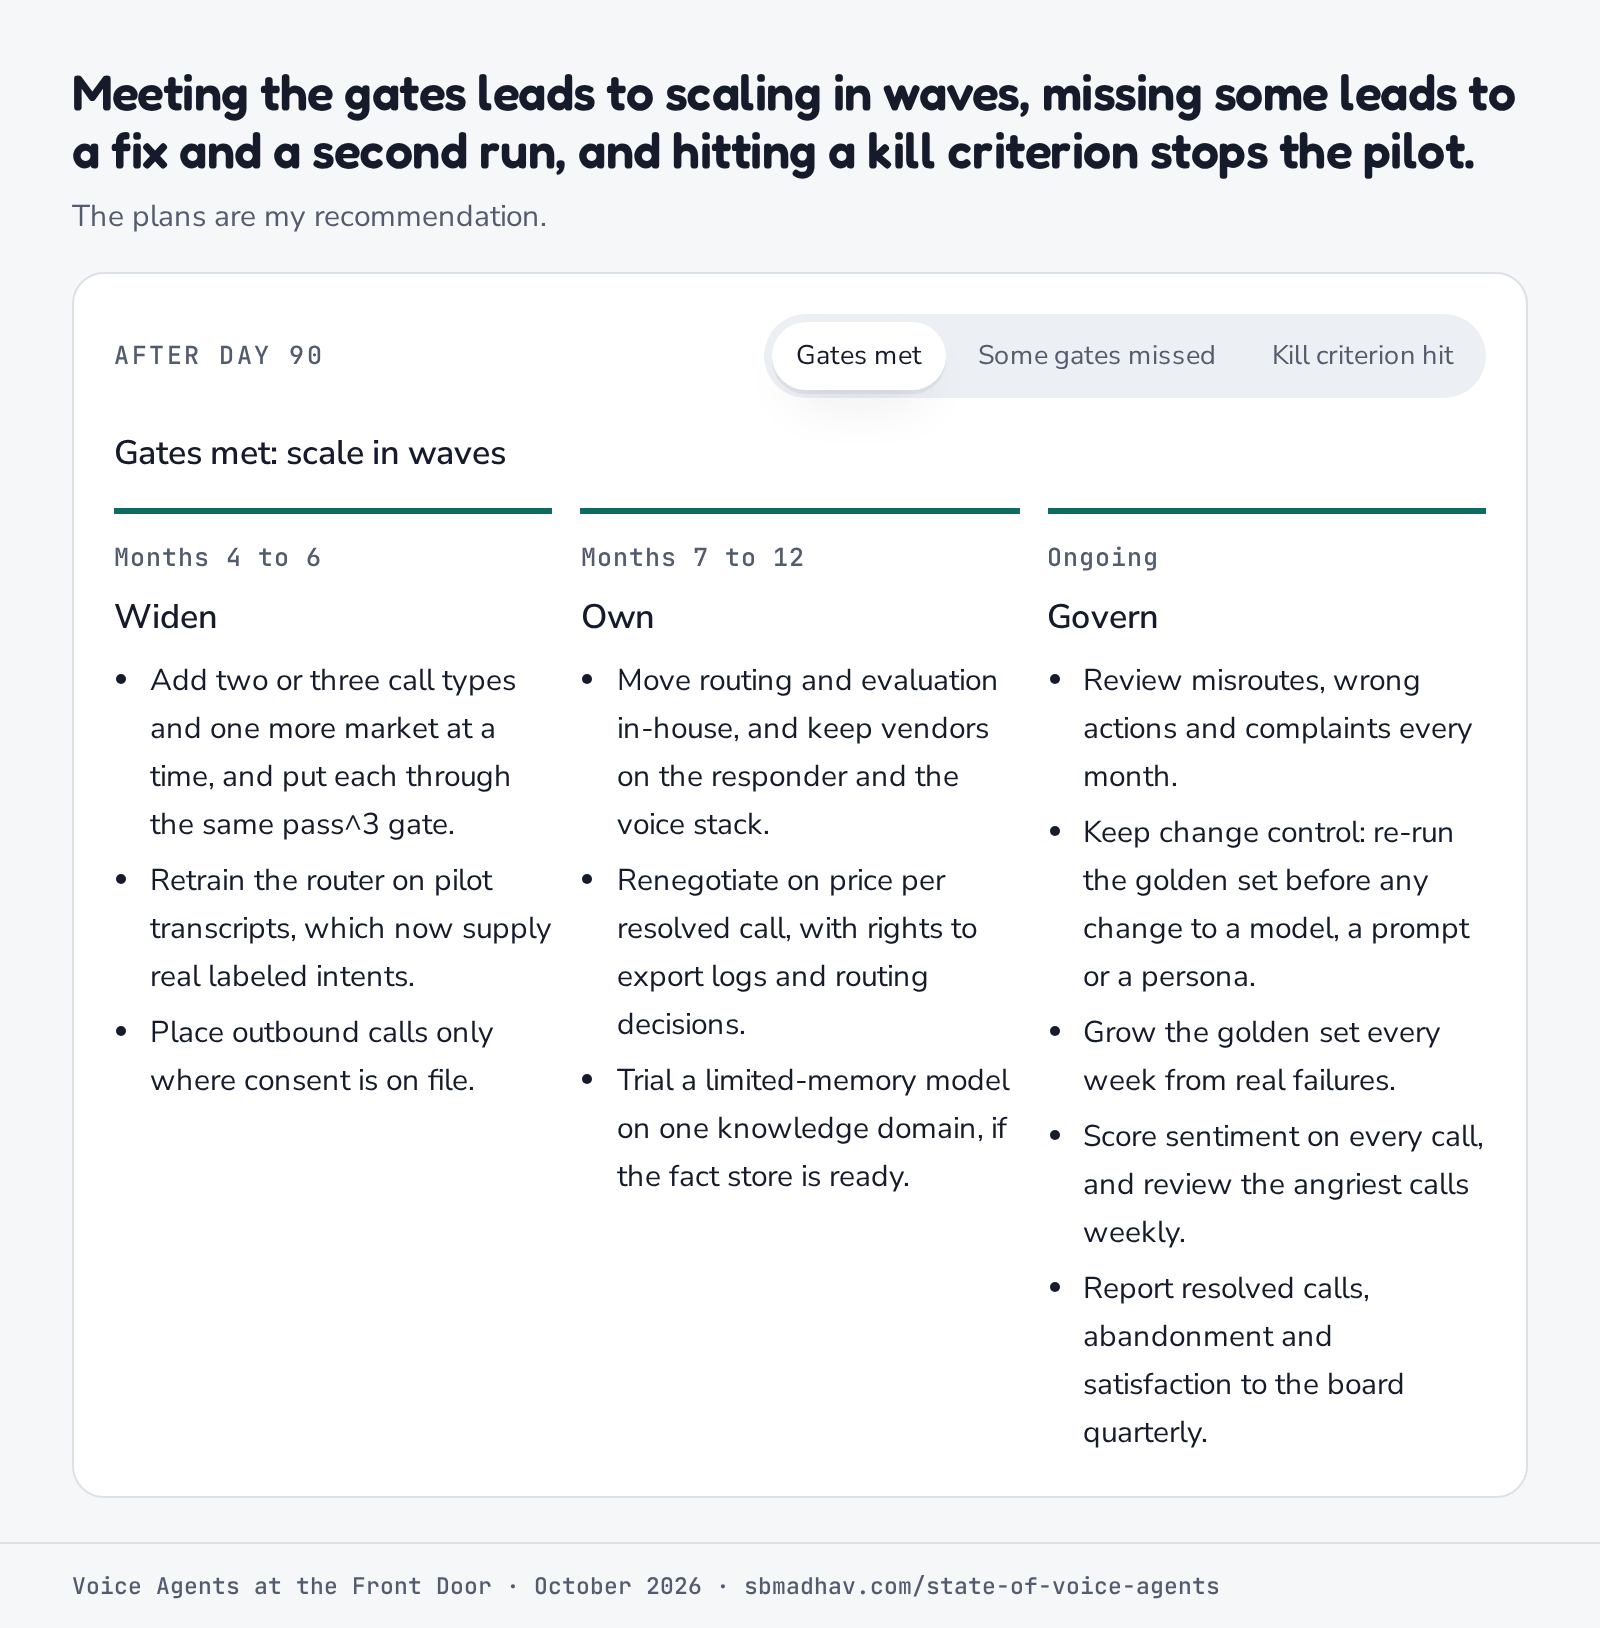 Meeting the gates leads to scaling in waves, missing some leads to
a fix and a second run, and hitting a kill criterion stops the pilot.
The plans are my recommendation.
AFTER DAY 90
Gates met
Some gates missed
Kill criterion hit
Gates met: scale in waves
Months 4 to 6
Widen
• Add two or three call types
and one more market at a
time, and put each through
the same pass^3 gate.
• Retrain the router on pilot
transcripts, which now supply
real labeled intents.
• Place outbound calls only
where consent is on file.
Months 7 to 12
Own
• Move routing and evaluation
in-house, and keep vendors
on the responder and the
voice stack.
• Renegotiate on price per
resolved call, with rights to
export logs and routing
decisions.
• Trial a limited-memory model
on one knowledge domain, if
the fact store is ready.
Ongoing
Govern
• Review misroutes, wrong
actions and complaints every
month.
• Keep change control: re-run
the golden set before any
change to a model, a prompt
or a persona.
• Grow the golden set every
week from real failures.
• Score sentiment on every call,
and review the angriest calls
weekly.
• Report resolved calls,
abandonment and
satisfaction to the board
quarterly.
Voice Agents at the Front Door · October 2026 · sbmadhav.com/state-of-voice-agents